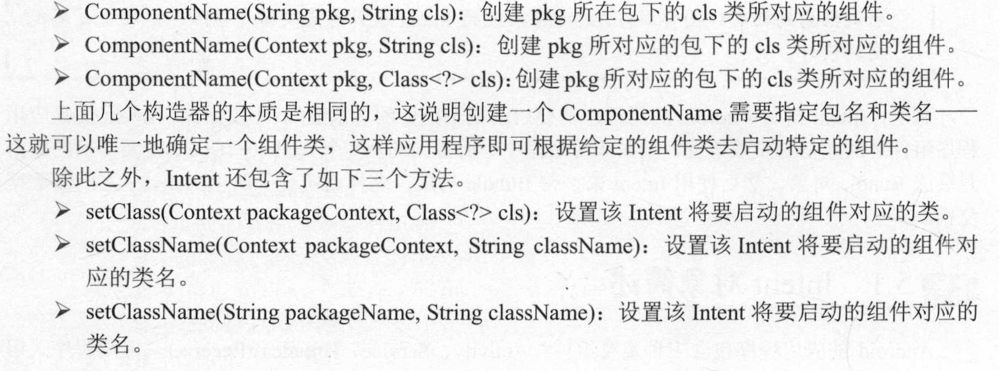 ➤ ComponentName(String pkg, String cls)：创建 pkg 所在包下的 cls 类所对应的组件。
➤ ComponentName(Context pkg, String cls)：创建 pkg 所对应的包下的 cls 类所对应的组件。
➤ ComponentName(Context pkg, Class<?> cls)：创建 pkg 所对应的包下的 cls 类所对应的组件。
上面几个构造器的本质是相同的，这说明创建一个 ComponentName 需要指定包名和类名——
这就可以唯一地确定一个组件类，这样应用程序即可根据给定的组件类去启动特定的组件。
除此之外，Intent 还包含了如下三个方法。
➤ setClass(Context packageContext, Class<?> cls)：设置该 Intent 将要启动的组件对应的类。
➤ setClassName(Context packageContext, String className)：设置该 Intent 将要启动的组件对
应的类名。
➤ setClassName(String packageName, String className)：设置该 Intent 将要启动的组件对应的
类名。